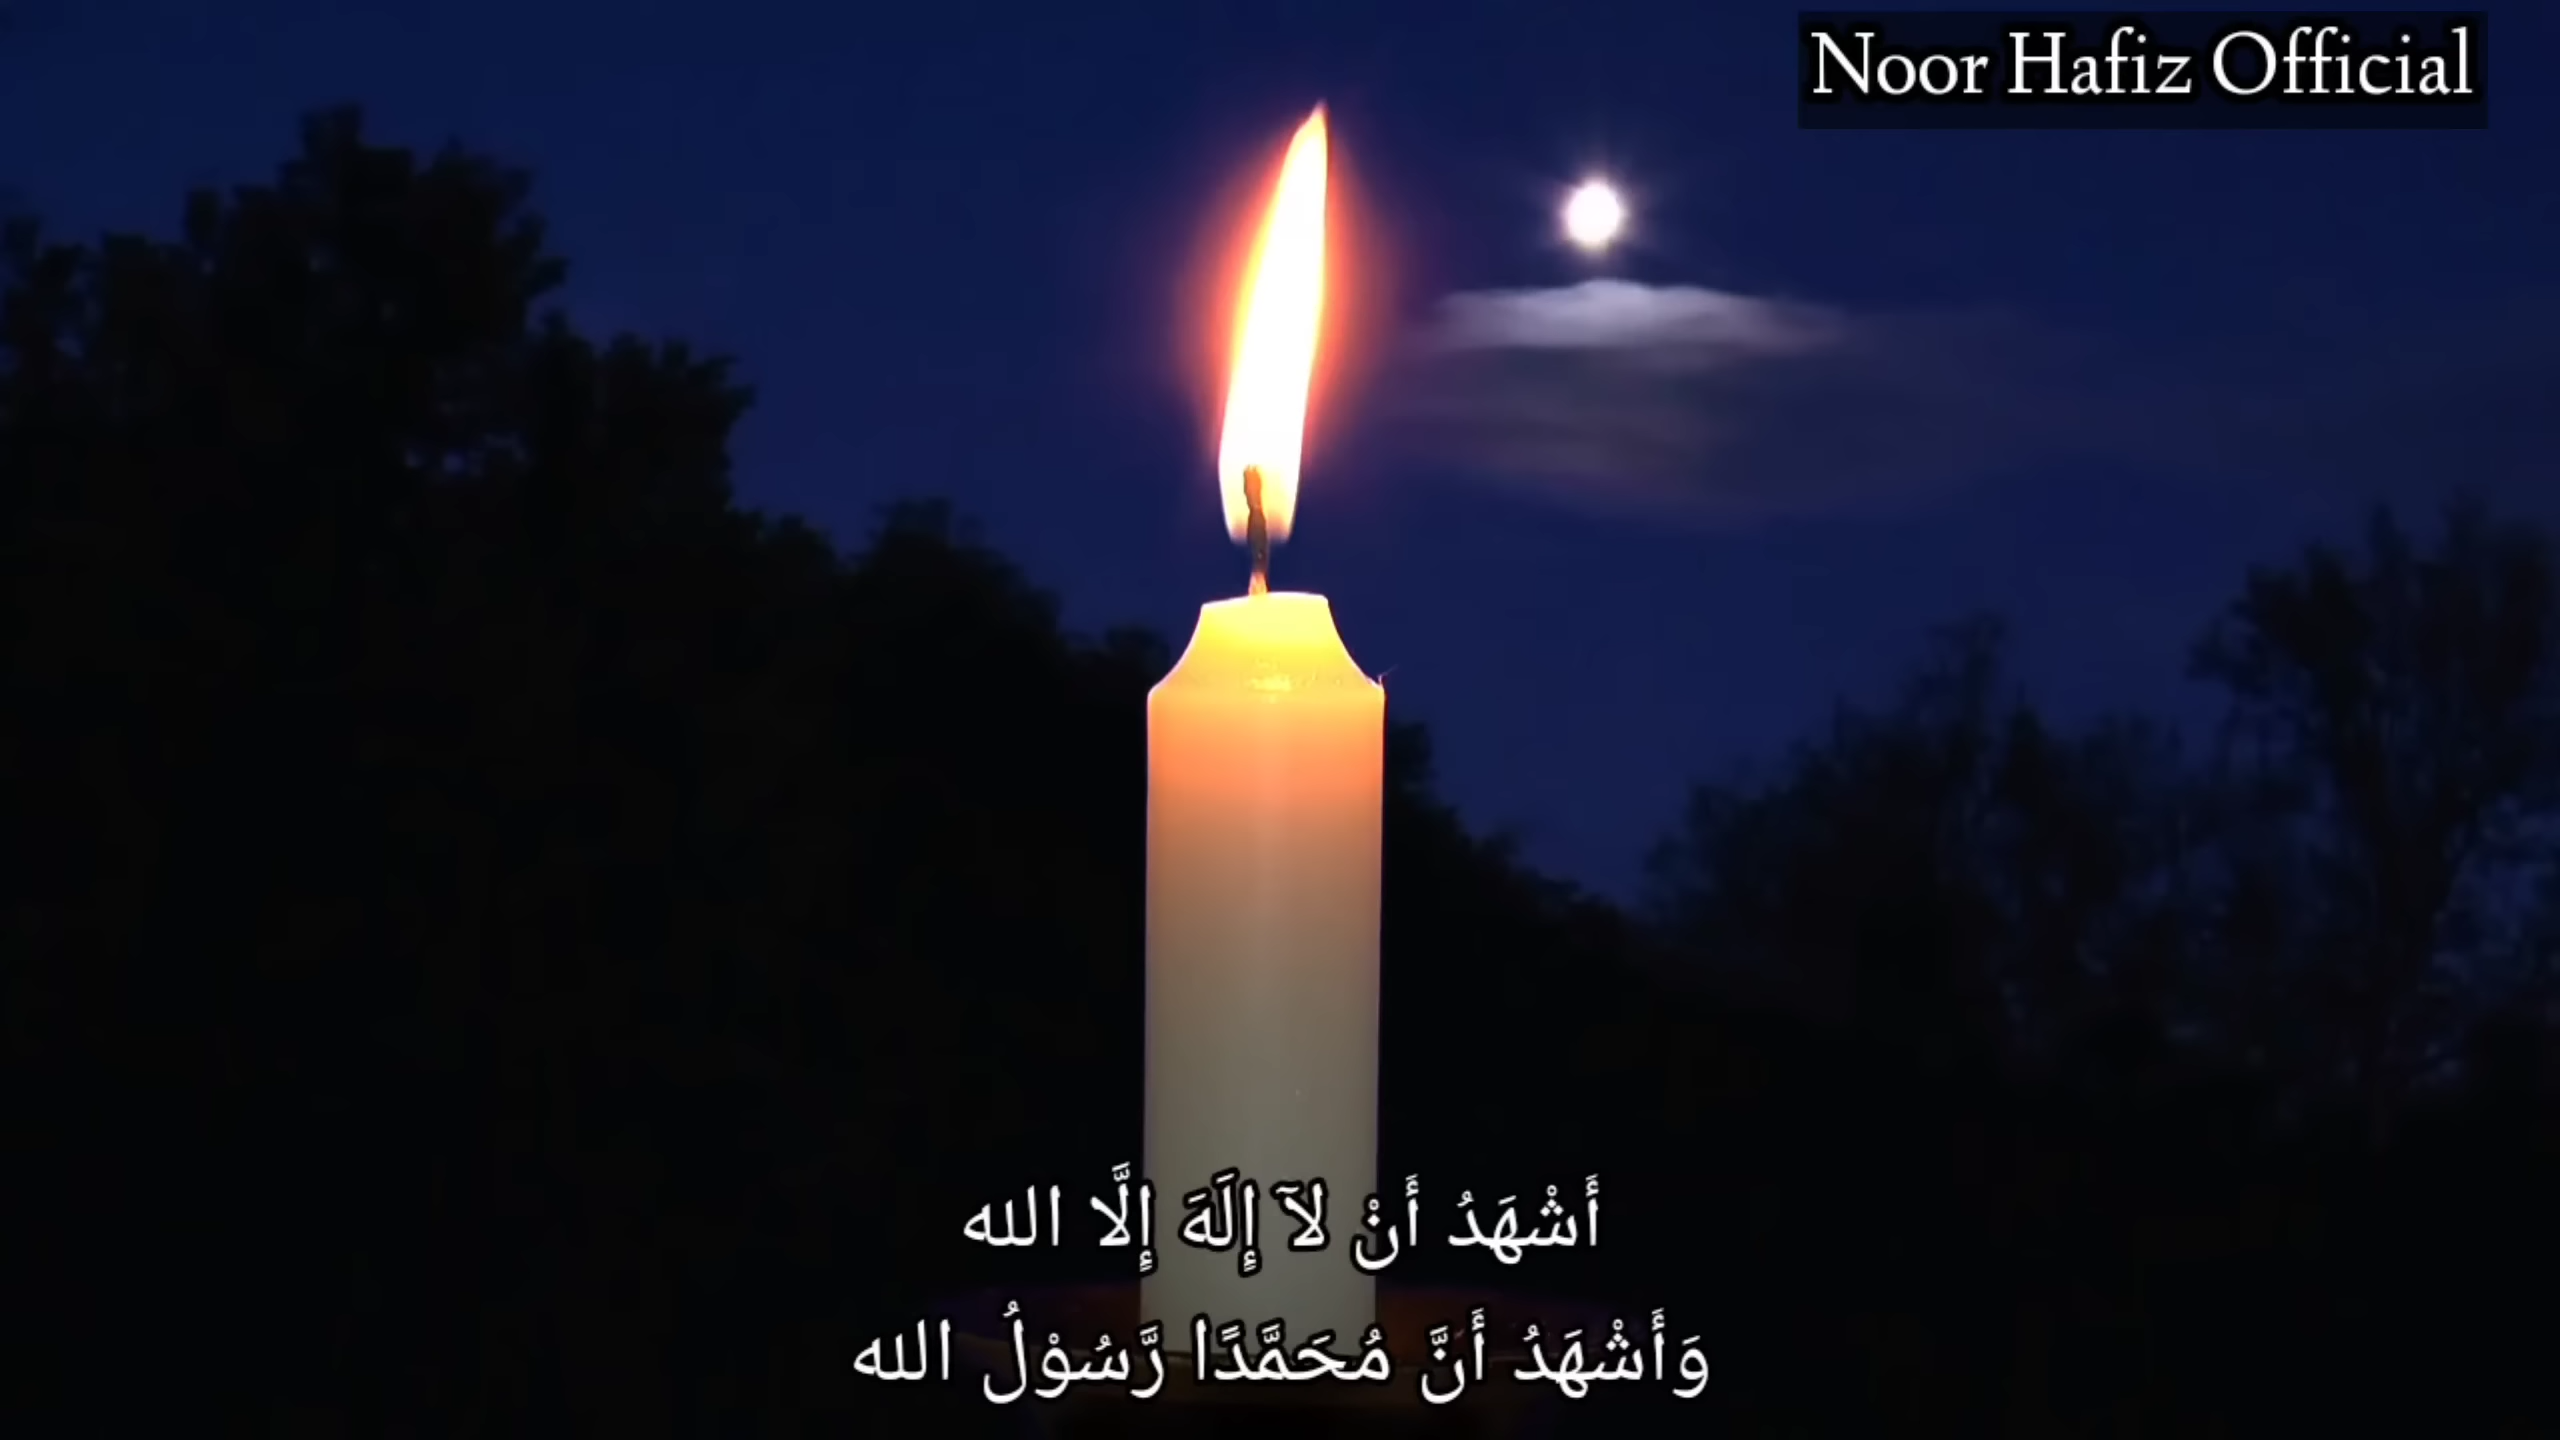 Noor Hafiz Official
أَشْهَدُ أَنْ لآ إِلَهَ إِلَّا الله
وَأَشْهَدُ أَنَّ مُحَمَّدًا رَّسُوْلُ الله